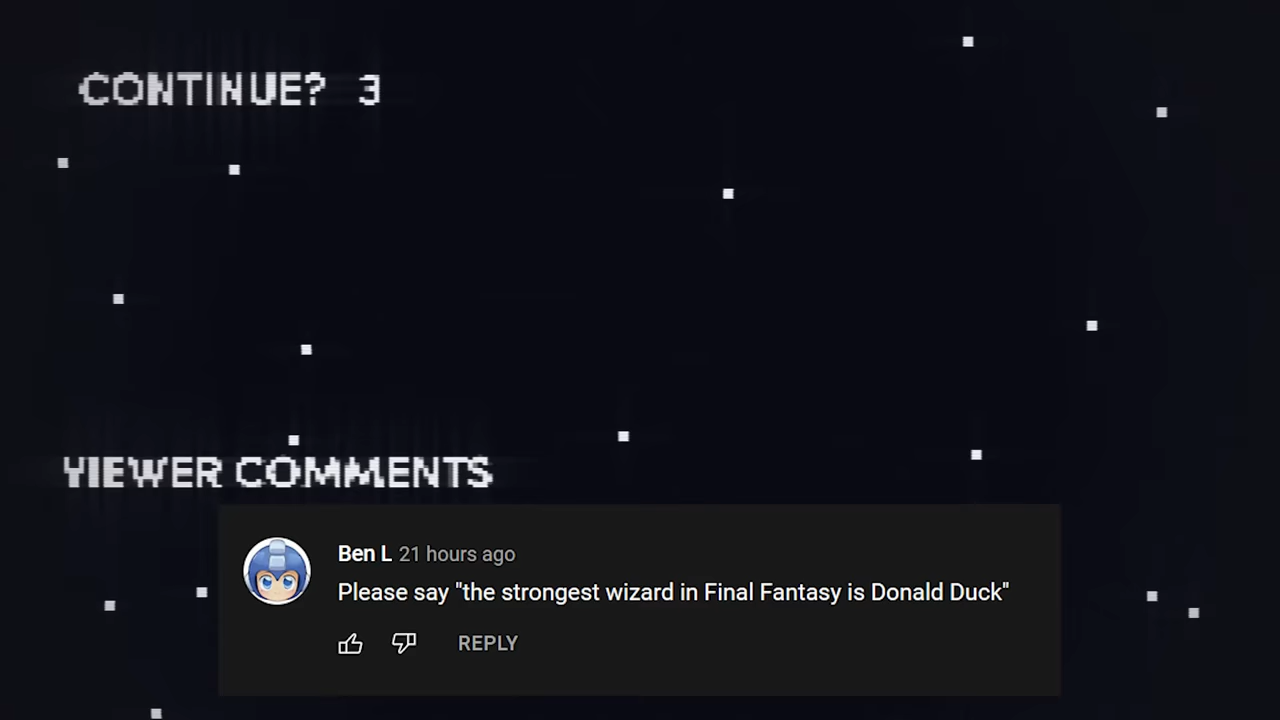 CONTINUE? 3
VIEWER COMMENTS
Ben L 21 hours ago
Please say "the strongest wizard in Final Fantasy is Donald Duck"
REPLY